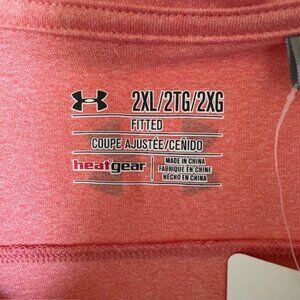 2XL/2TG/2XG
FITTED
COUPE AJUSTÉE/CEÑIDO
heatgear
MADE IN CHINA
FABRIQUÉ EN CHINE
HECHO EN CHINA